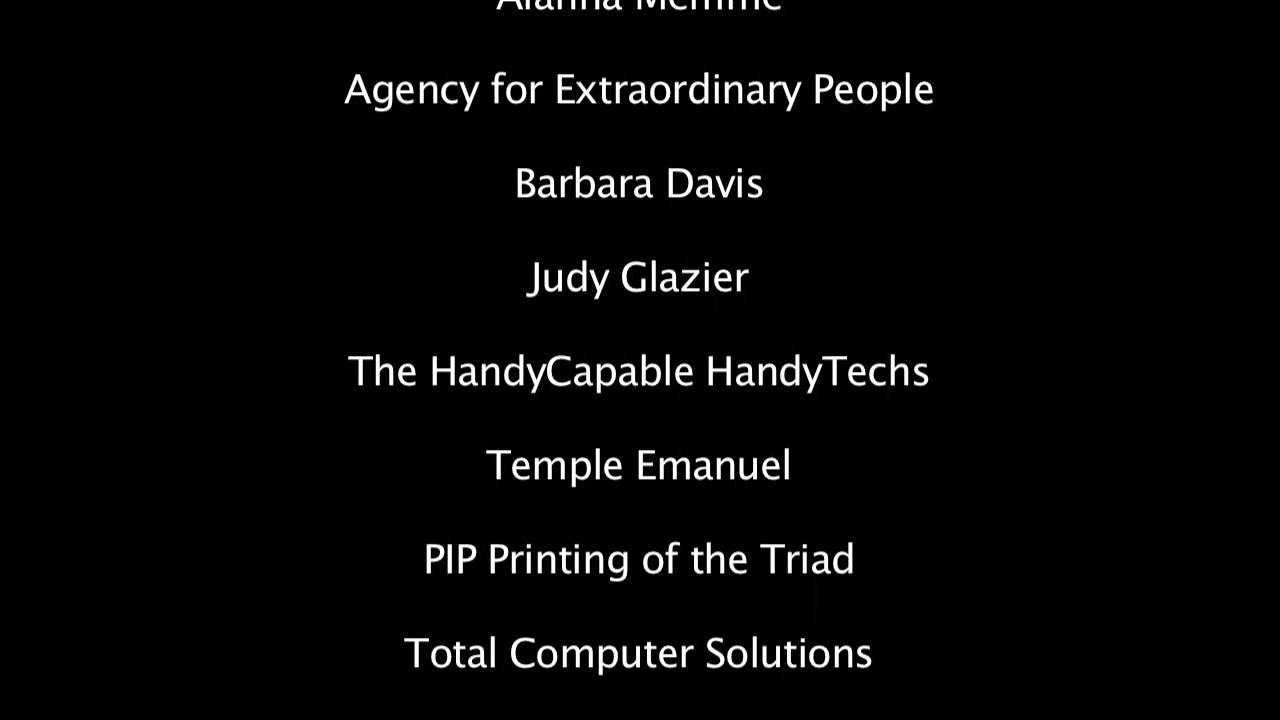 Agency for Extraordinary People
Barbara Davis
Judy Glazier
The HandyCapable HandyTechs
Temple Emanuel
PIP Printing of the Triad
Total Computer Solutions